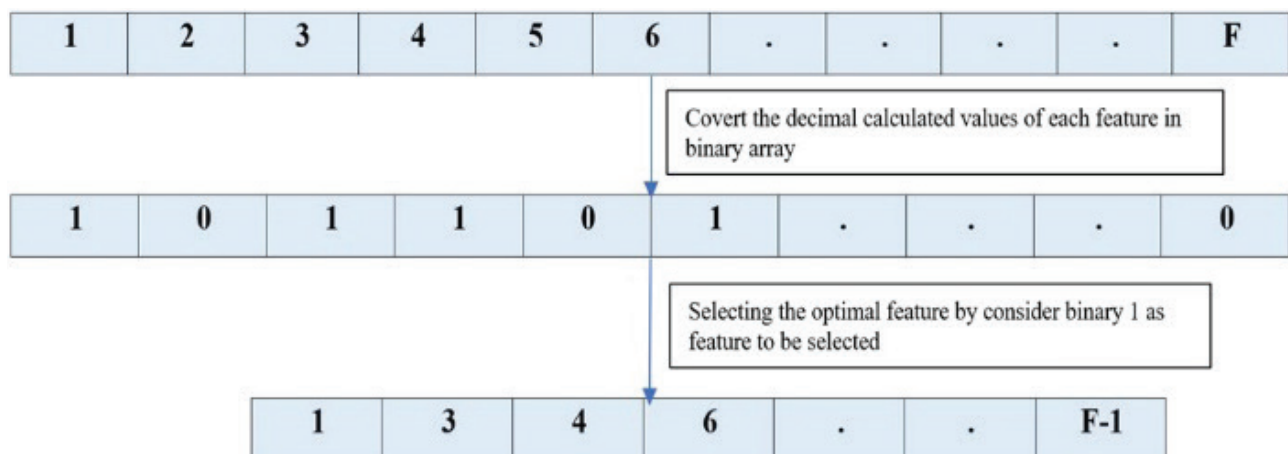 1 2 3 4 5 6 . . . . F
Covert the decimal calculated values of each feature in
binary array
1 0 1 1 0 1 . . . 0
Selecting the optimal feature by consider binary 1 as
feature to be selected
1 3 4 6 . . F-1